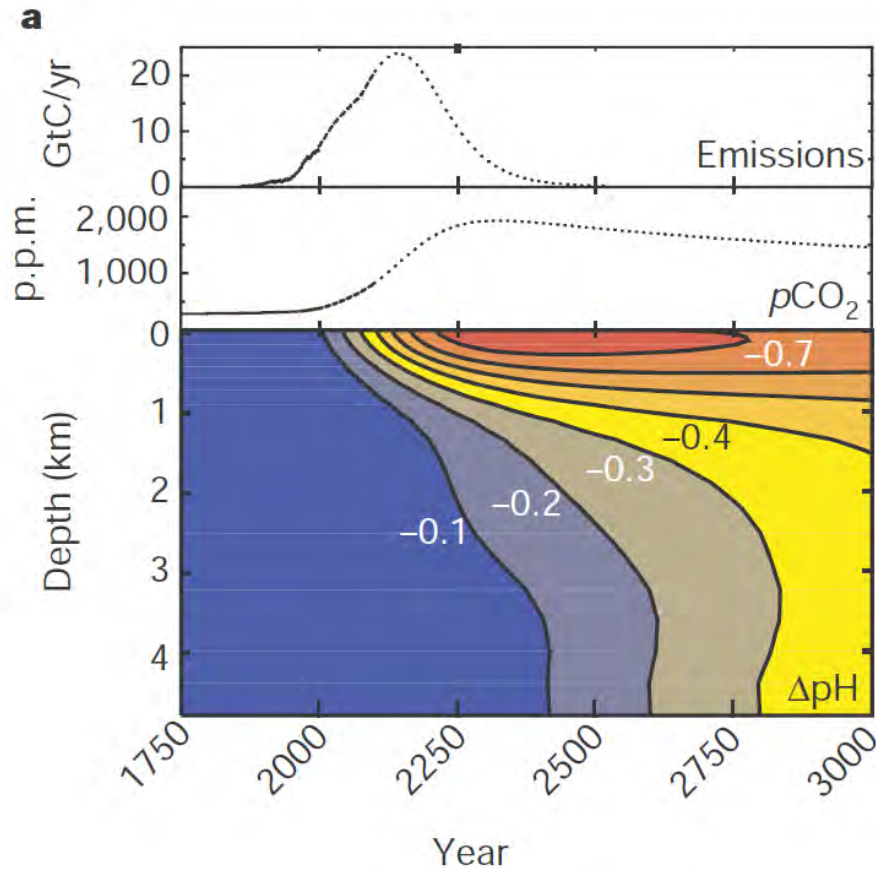 a
GtC/yr
20
10
0
Emissions
p.p.m.
2,000
1,000
pCO₂
Depth (km)
0
1
2
3
4
–0.7
–0.4
–0.3
–0.2
–0.1
ΔpH
1750
2000
2250
2500
2750
3000
Year